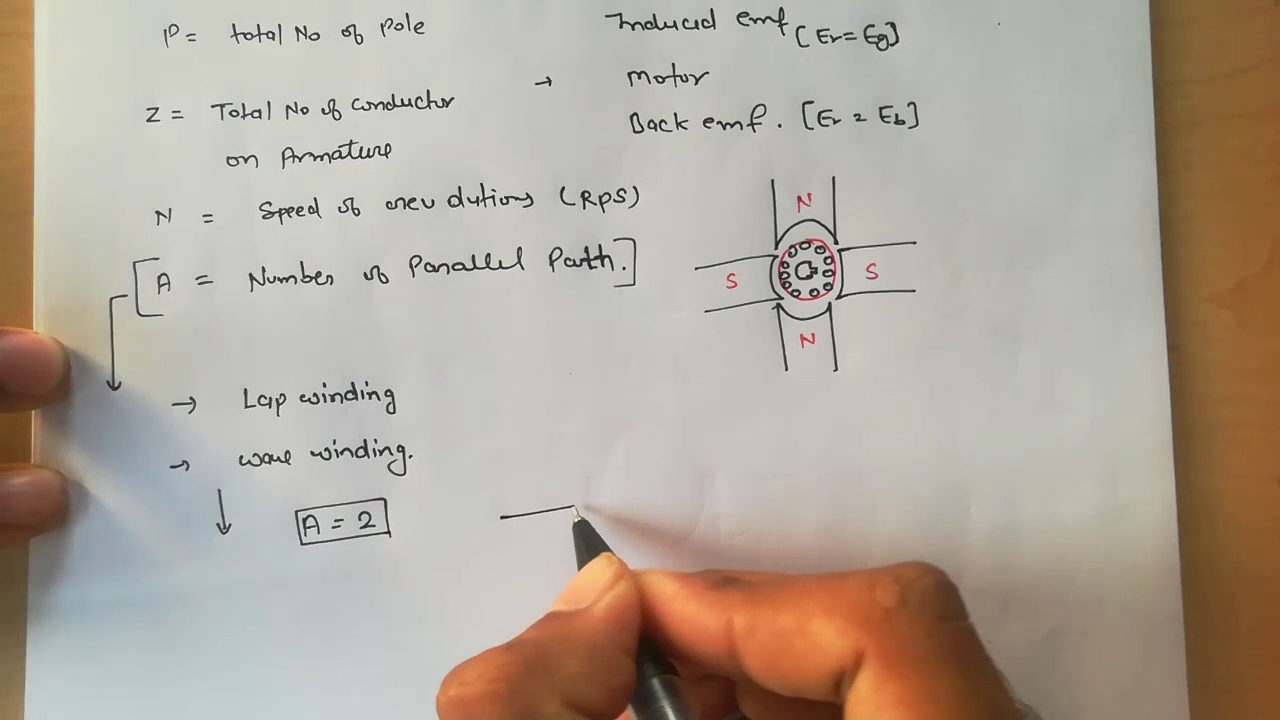 P = total No of Pole
Z = Total No of conductor
on Armature
N = Speed of (RPS)
[A = Number of Parallel Path.]
→ Lap winding
→ wave winding.
A = 2
Induced emf [Er = Eg]
→ Motor
Back emf. [Er = Eb]
N
S
S
N